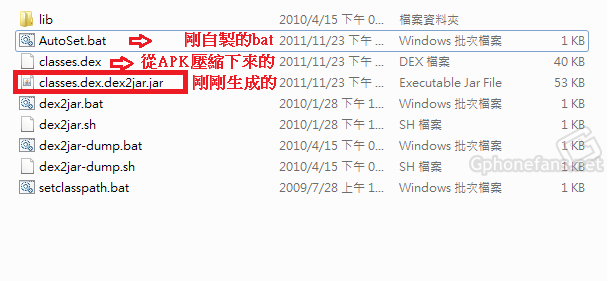 lib 2010/4/15 下午 0... 檔案資料夾
AutoSet.bat 剛自製的bat 2011/11/23 下午 ... Windows 批次檔案 1 KB
classes.dex 從APK壓縮下來的 2011/11/23 下午 ... DEX 檔案 40 KB
classes.dex.dex2jar.jar 剛剛生成的 2011/11/23 下午 ... Executable Jar File 53 KB
dex2jar.bat 2010/1/28 下午 1... Windows 批次檔案 1 KB
dex2jar.sh 2010/1/28 下午 1... SH 檔案 1 KB
dex2jar-dump.bat 2010/4/15 下午 0... Windows 批次檔案 1 KB
dex2jar-dump.sh 2010/4/15 下午 0... SH 檔案 1 KB
setclasspath.bat 2009/7/28 上午 1... Windows 批次檔案 1 KB
Gphonefans.net